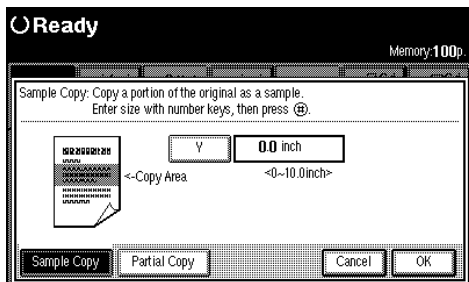 Ready
Memory:100p.
Sample Copy: Copy a portion of the original as a sample.
Enter size with number keys, then press (#).
Y 0.0 inch
<-Copy Area <0~10.0inch>
Sample Copy Partial Copy Cancel OK